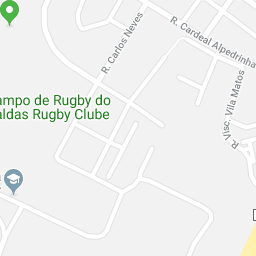 R. Carlos Neves
R. Cardeal Alpedrinha
R. Visc. Vila Matos
ampo de Rugby do
aldas Rugby Clube